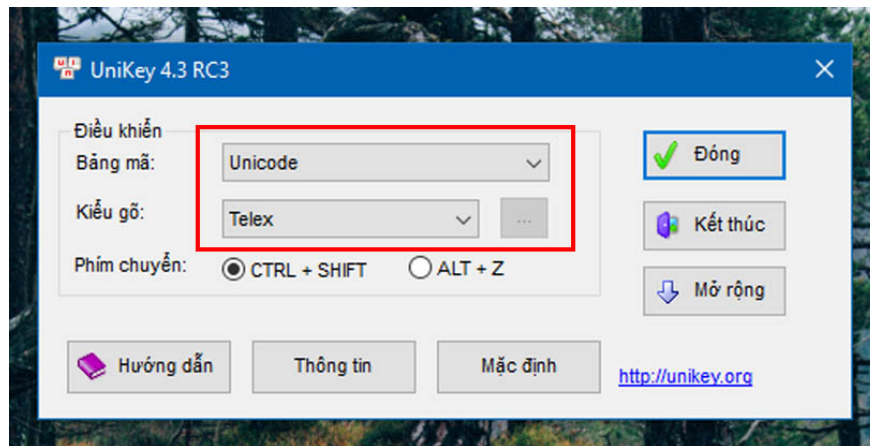 UniKey 4.3 RC3
Điều khiển
Bảng mã:
Unicode
Đóng
Kiểu gõ:
Telex
...
Kết thúc
Phím chuyển:
CTRL + SHIFT
ALT + Z
Mở rộng
Hướng dẫn
Thông tin
Mặc định
http://unikey.org